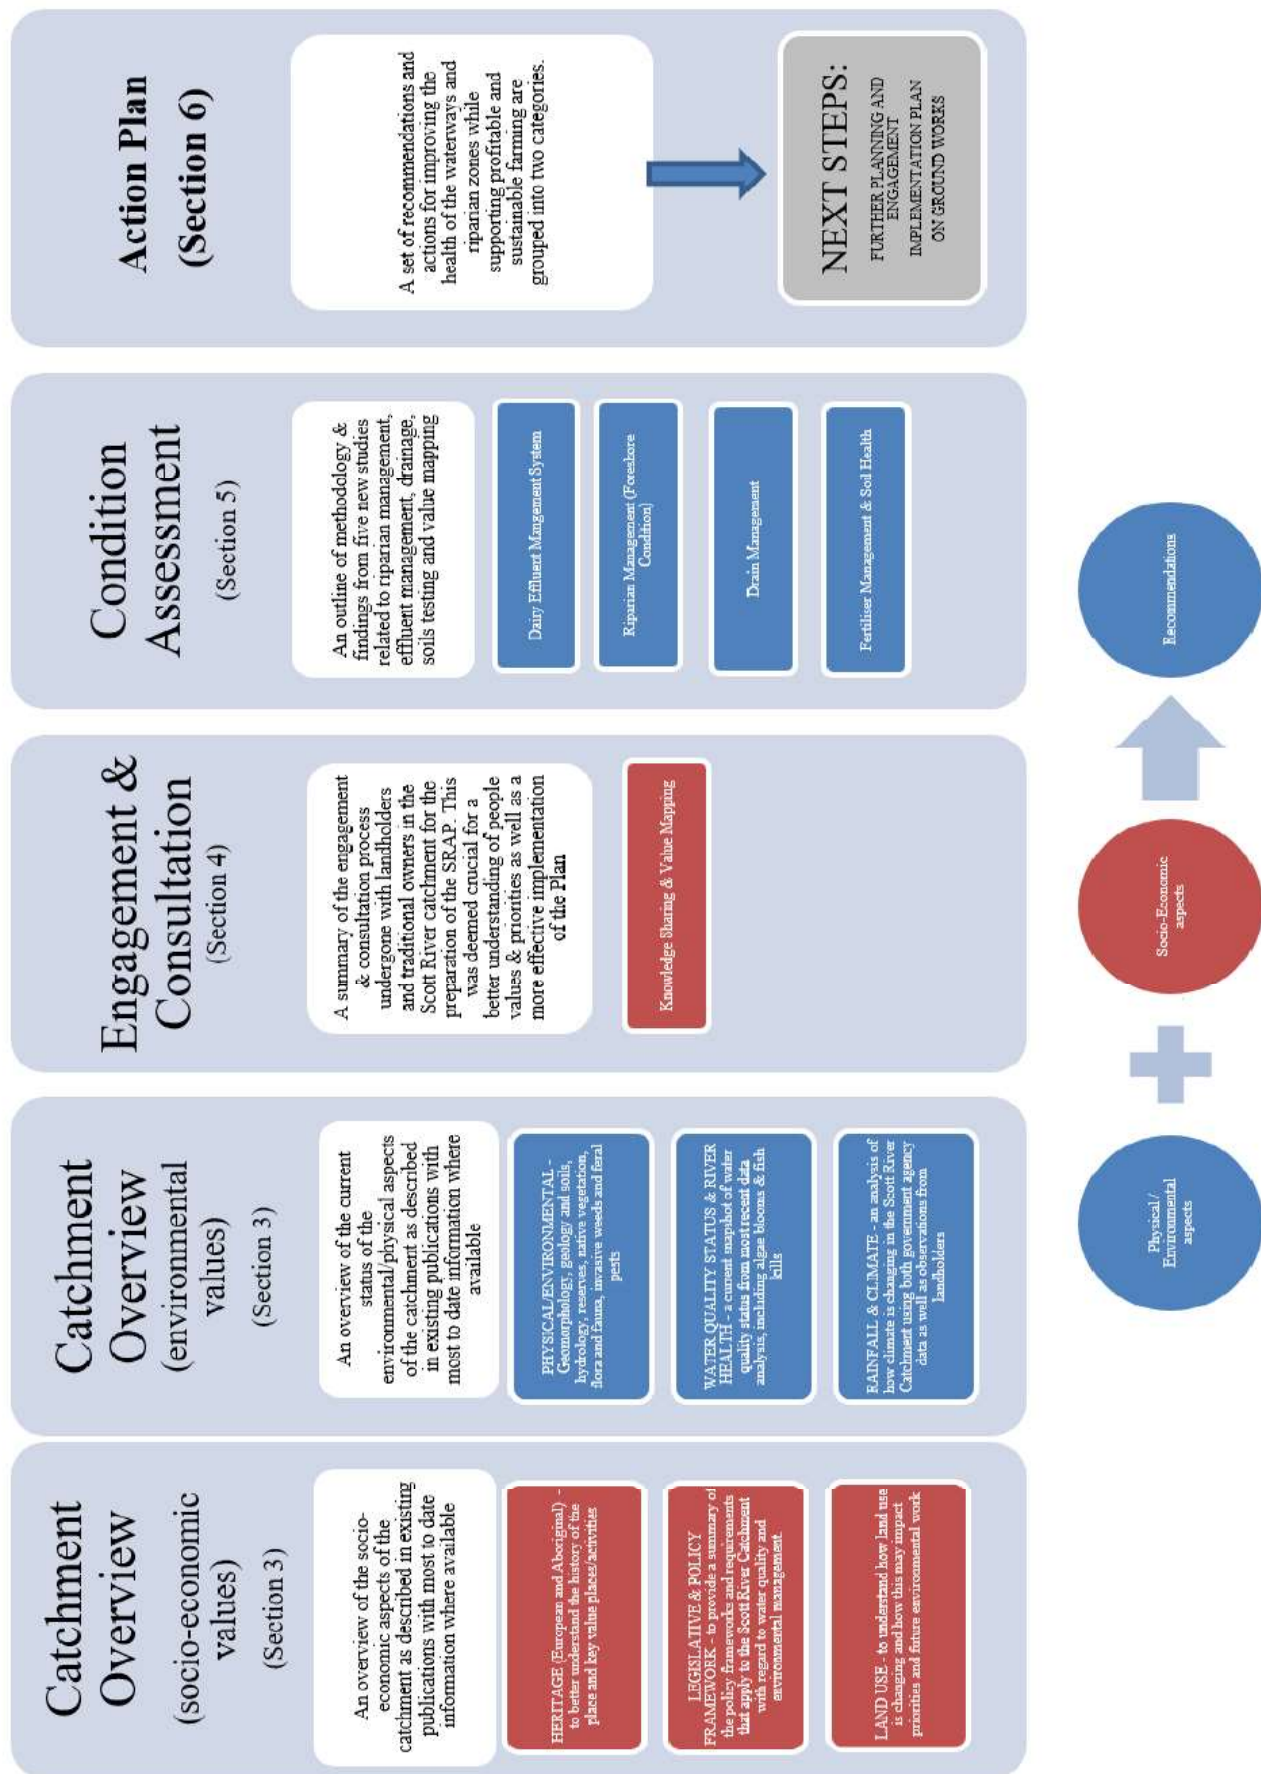 Catchment
Overview
(socio-economic
values)
(Section 3)
An overview of the socio-
economic aspects of the
catchment as described in existing
publications with most to date
information where available
HERITAGE (European and Aboriginal) -
to better understand the history of the
place and key value places/activities
LEGISLATIVE & POLICY
FRAMEWORK - to provide a summary of
the policy frameworks and requirements
that apply to the Scott River Catchment
with regard to water quality and
environmental management.
LAND USE - to understand how land use
is changing and how this may impact
priorities and future environmental work
Catchment
Overview
(environmental
values)
(Section 3)
An overview of the current
status of the
environmental/physical aspects
of the catchment as described
in existing publications with
most to date information where
available
PHYSICAL/ENVIRONMENTAL -
Geomorphology, geology and soils,
hydrology, reserves, native vegetation,
flora and fauna, invasive weeds and feral
pests
WATER QUALITY STATUS & RIVER
HEALTH - a current snapshot of water
quality status from most recent data
analysis, including algae blooms & fish
kills
RAINFALL & CLIMATE - an analysis of
how climate is changing in the Scott River
Catchment using both government agency
data as well as observations from
landholders
Engagement &
Consultation
(Section 4)
A summary of the engagement
& consultation process
undergone with landholders
and traditional owners in the
Scott River catchment for the
preparation of the SRAP. This
was deemed crucial for a
better understanding of people
values & priorities as well as a
more effective implementation
of the Plan
Knowledge Sharing & Value Mapping
Condition
Assessment
(Section 5)
An outline of methodology &
findings from five new studies
related to riparian management,
effluent management, drainage,
soils testing and value mapping
Dairy Effluent Mangement System
Riparian Management (Foreshore
Condition)
Drain Management
Fertiliser Management & Soil Health
Action Plan
(Section 6)
A set of recommendations and
actions for improving the
health of the waterways and
riparian zones while
supporting profitable and
sustainable farming are
grouped into two categories.
NEXT STEPS:
FURTHER PLANNING AND
ENGAGEMENT
IMPLEMENTATION PLAN
ON GROUND WORKS
Physical/
Environmental
aspects
Socio-Economic
aspects
Recommendations